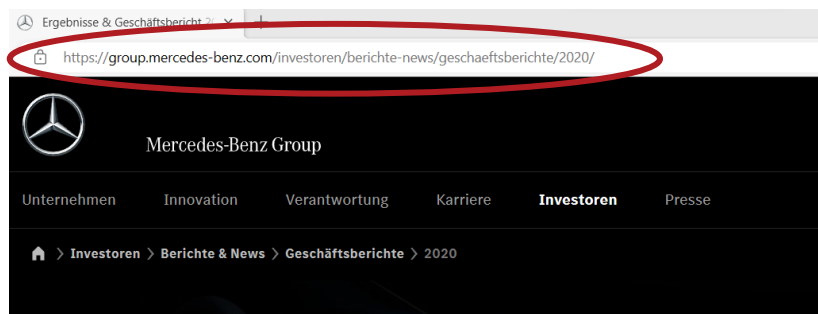 Ergebnisse & Geschäftsbericht 2
https://group.mercedes-benz.com/investoren/berichte-news/geschaeftsberichte/2020/
Mercedes-Benz Group
Unternehmen Innovation Verantwortung Karriere Investoren Presse
Investoren > Berichte & News > Geschäftsberichte > 2020